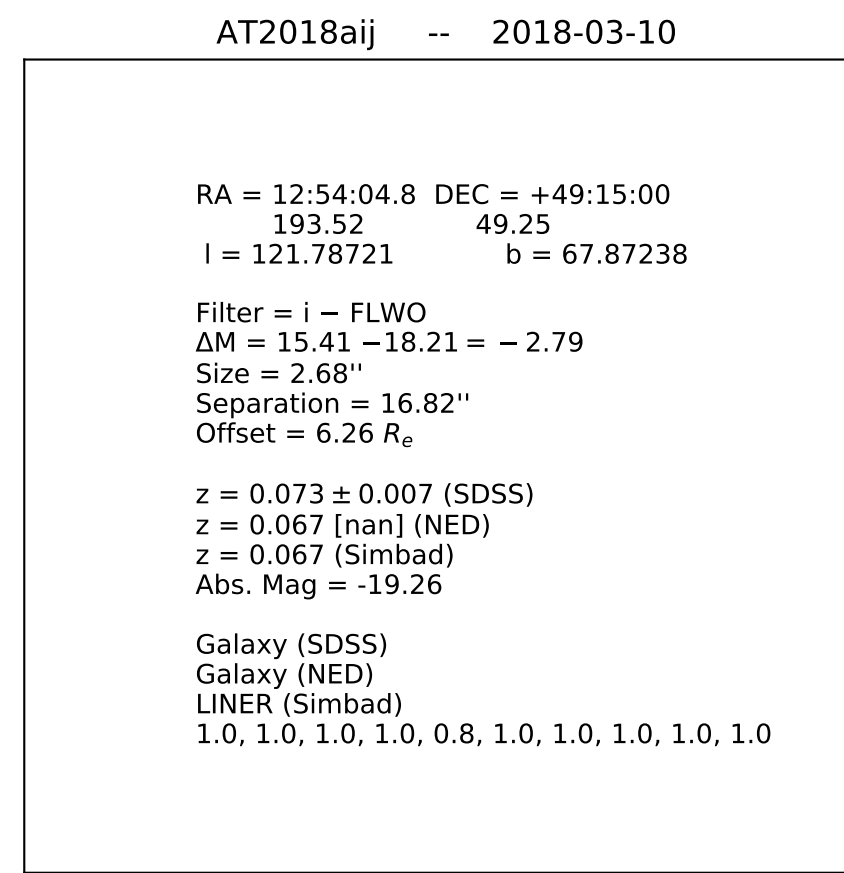 AT2018aij -- 2018-03-10
RA = 12:54:04.8 DEC = +49:15:00
193.52 49.25
l = 121.78721 b = 67.87238
Filter = i − FLWO
ΔM = 15.41 −18.21 = − 2.79
Size = 2.68''
Separation = 16.82''
Offset = 6.26 Re
z = 0.073 ± 0.007 (SDSS)
z = 0.067 [nan] (NED)
z = 0.067 (Simbad)
Abs. Mag = -19.26
Galaxy (SDSS)
Galaxy (NED)
LINER (Simbad)
1.0, 1.0, 1.0, 1.0, 0.8, 1.0, 1.0, 1.0, 1.0, 1.0